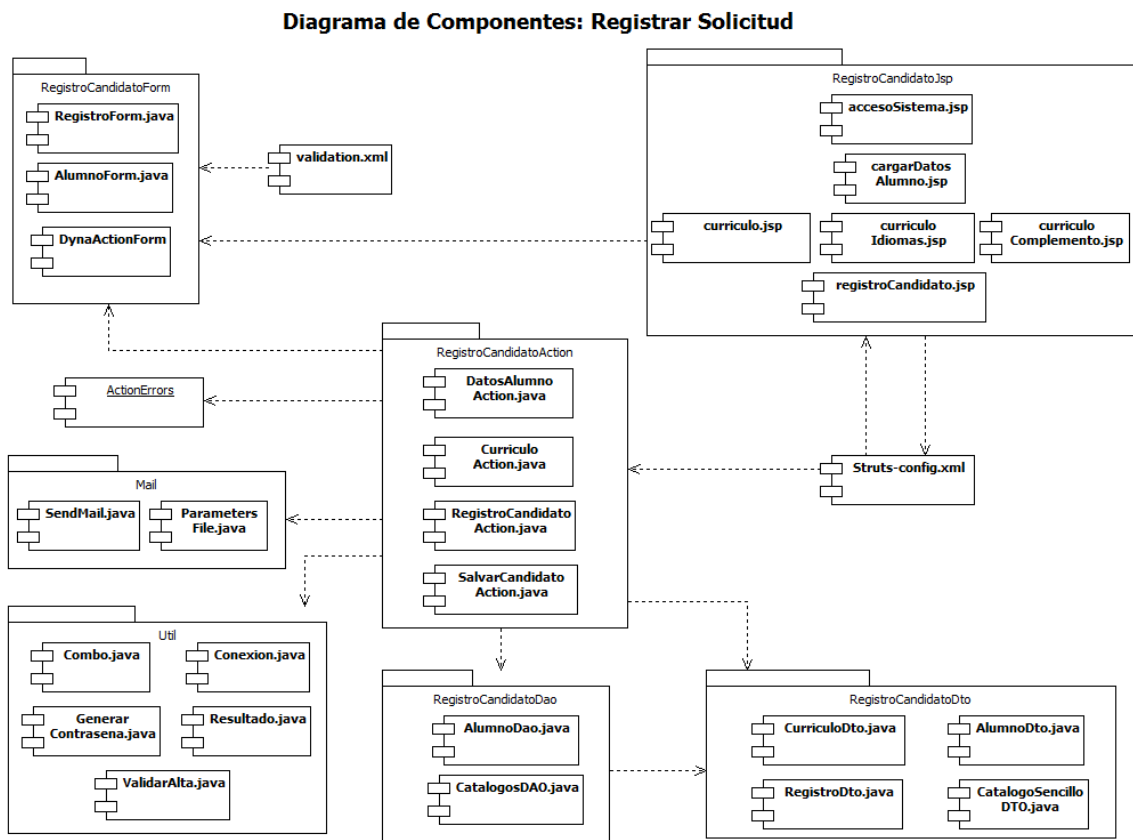 Diagrama de Componentes: Registrar Solicitud
RegistroCandidatoForm
RegistroForm.java
AlumnoForm.java
DynaActionForm
validation.xml
RegistroCandidatoJsp
accesoSistema.jsp
cargarDatos
Alumno.jsp
curriculo.jsp
curriculo
Idiomas.jsp
curriculo
Complemento.jsp
registroCandidato.jsp
RegistroCandidatoAction
DatosAlumno
Action.java
Curriculo
Action.java
RegistroCandidato
Action.java
SalvarCandidato
Action.java
ActionErrors
Struts-config.xml
Mail
SendMail.java
Parameters
File.java
Util
Combo.java
Conexion.java
Generar
Contrasena.java
Resultado.java
ValidarAlta.java
RegistroCandidatoDao
AlumnoDao.java
CatalogosDAO.java
RegistroCandidatoDto
CurriculoDto.java
AlumnoDto.java
RegistroDto.java
CatalogoSencillo
DTO.java